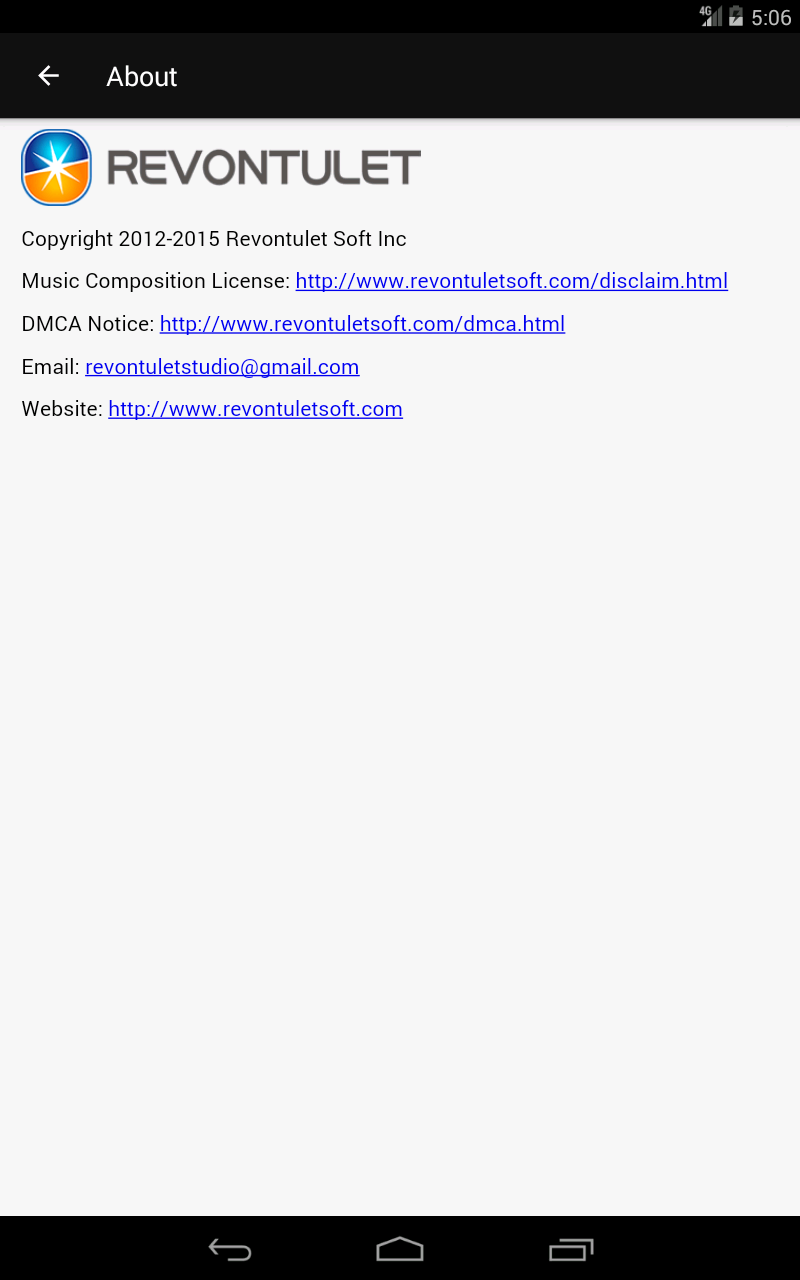 4G 5:06
About
REVONTULET
Copyright 2012-2015 Revontulet Soft Inc
Music Composition License: http://www.revontuletsoft.com/disclaim.html
DMCA Notice: http://www.revontuletsoft.com/dmca.html
Email: revontuletstudio@gmail.com
Website: http://www.revontuletsoft.com